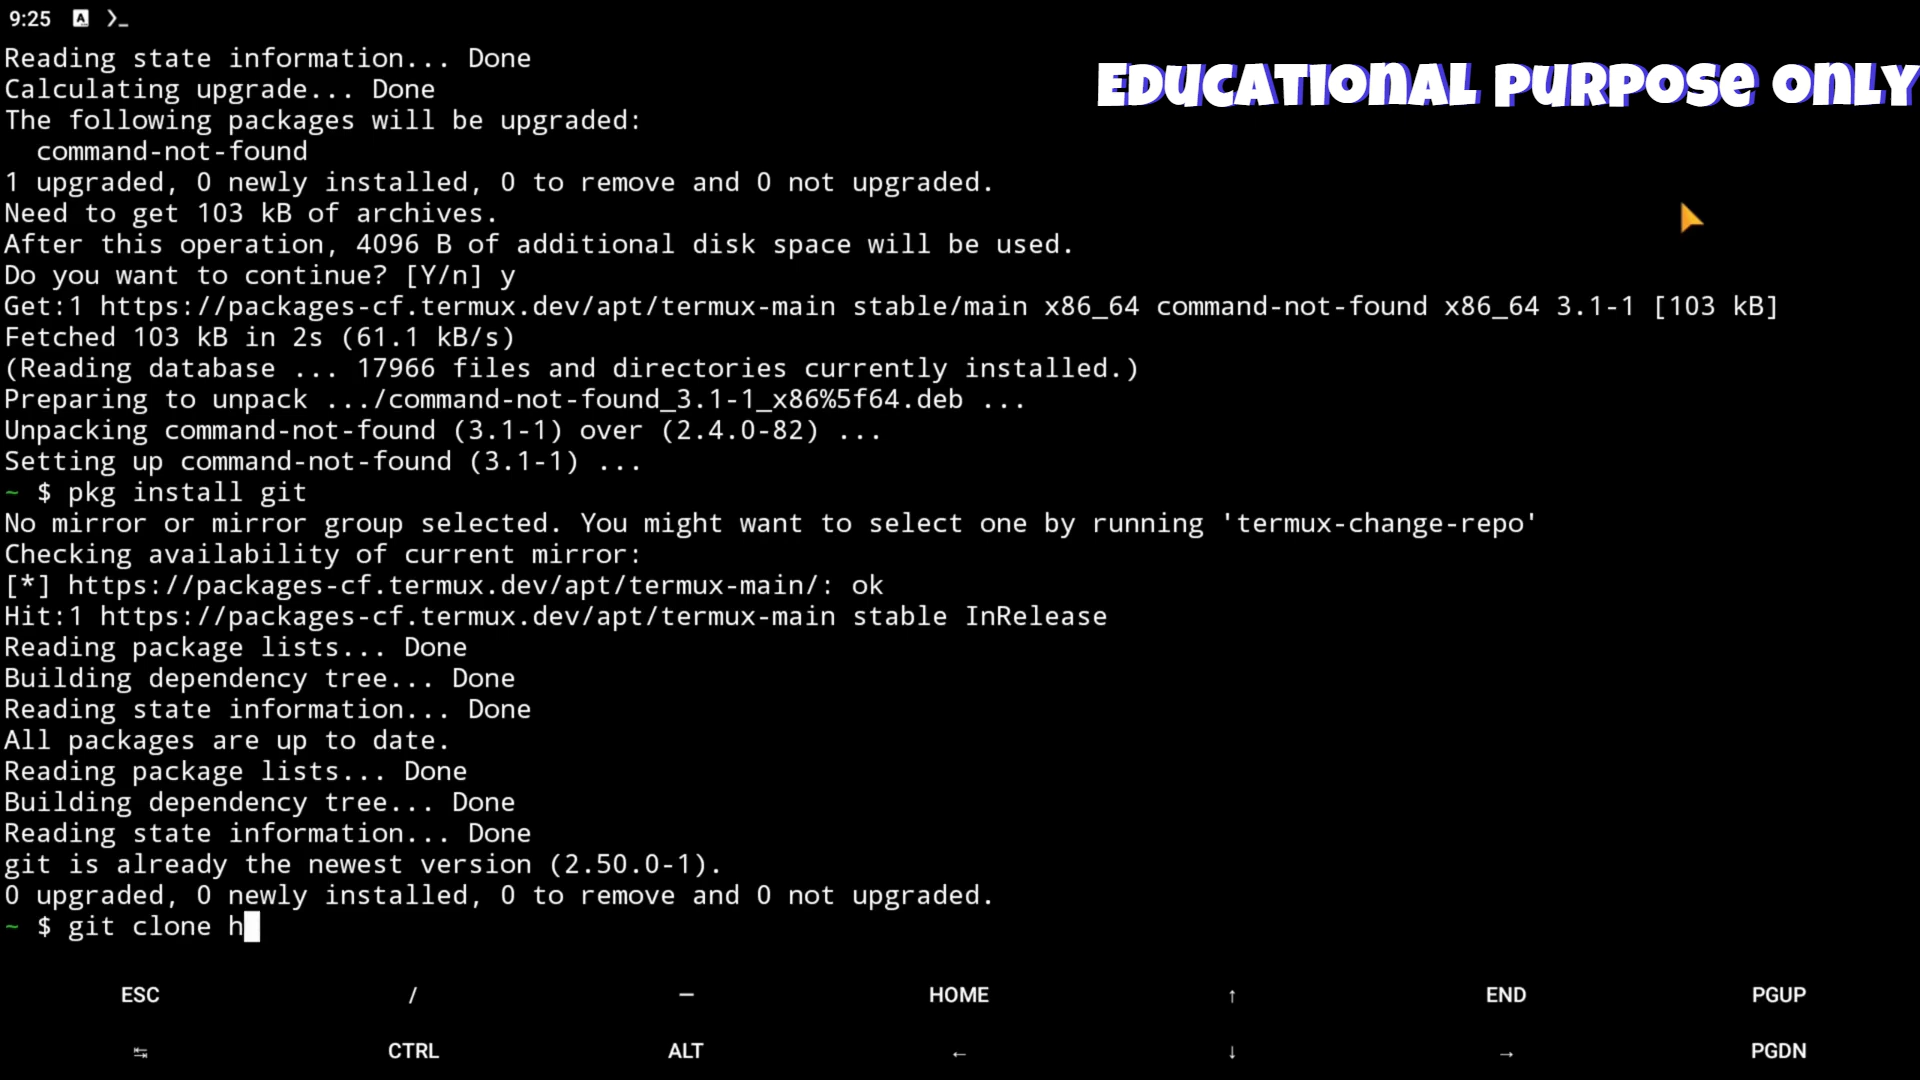 9:25 A >_
Reading state information... Done
EDUCATIONAL PURPOSE ONLY
Calculating upgrade... Done
The following packages will be upgraded:
  command-not-found
1 upgraded, 0 newly installed, 0 to remove and 0 not upgraded.
Need to get 103 kB of archives.
After this operation, 4096 B of additional disk space will be used.
Do you want to continue? [Y/n] y
Get:1 https://packages-cf.termux.dev/apt/termux-main stable/main x86_64 command-not-found x86_64 3.1-1 [103 kB]
Fetched 103 kB in 2s (61.1 kB/s)
(Reading database ... 17966 files and directories currently installed.)
Preparing to unpack .../command-not-found_3.1-1_x86%5f64.deb ...
Unpacking command-not-found (3.1-1) over (2.4.0-82) ...
Setting up command-not-found (3.1-1) ...
~ $ pkg install git
No mirror or mirror group selected. You might want to select one by running 'termux-change-repo'
Checking availability of current mirror:
[*] https://packages-cf.termux.dev/apt/termux-main/: ok
Hit:1 https://packages-cf.termux.dev/apt/termux-main stable InRelease
Reading package lists... Done
Building dependency tree... Done
Reading state information... Done
All packages are up to date.
Reading package lists... Done
Building dependency tree... Done
Reading state information... Done
git is already the newest version (2.50.0-1).
0 upgraded, 0 newly installed, 0 to remove and 0 not upgraded.
~ $ git clone h
ESC / — HOME ↑ END PGUP
↹ CTRL ALT ← ↓ → PGDN